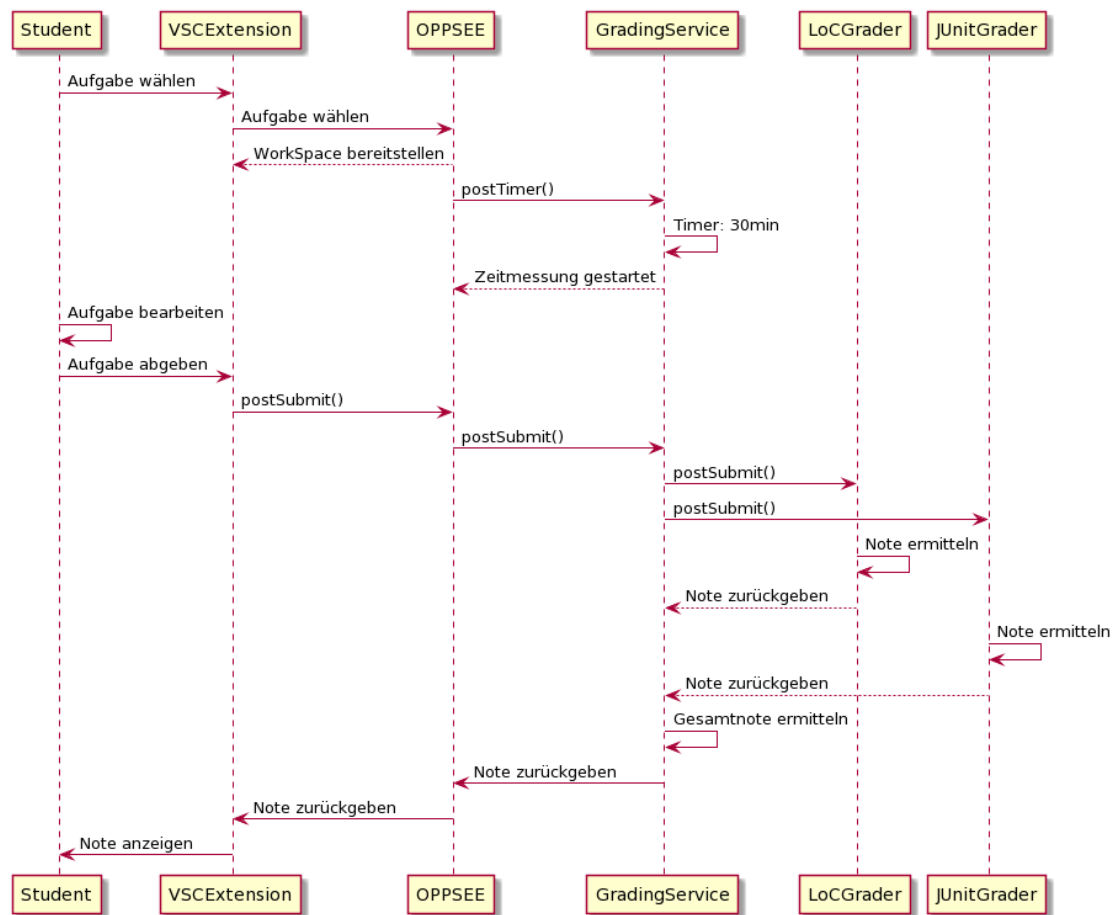 Student
VSCExtension
OPPSEE
GradingService
LoCGrader
JUnitGrader
Aufgabe wählen
Aufgabe wählen
WorkSpace bereitstellen
postTimer()
Timer: 30min
Zeitmessung gestartet
Aufgabe bearbeiten
Aufgabe abgeben
postSubmit()
postSubmit()
postSubmit()
postSubmit()
Note ermitteln
Note zurückgeben
Note ermitteln
Note zurückgeben
Gesamtnote ermitteln
Note zurückgeben
Note zurückgeben
Note anzeigen
Student
VSCExtension
OPPSEE
GradingService
LoCGrader
JUnitGrader